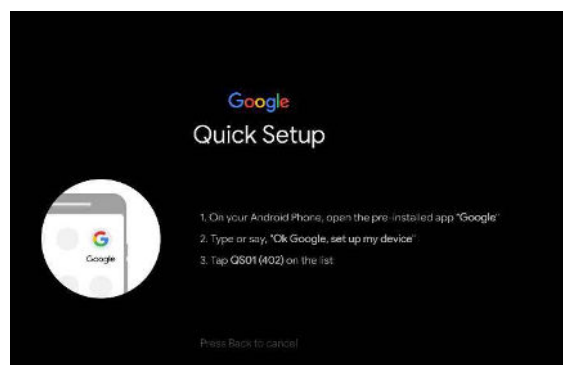 Google
Quick Setup
1. On your Android Phone, open the pre-installed app "Google"
2. Type or say, "Ok Google, set up my device"
3. Tap QS01 (402) on the list
Google
Press Back to cancel